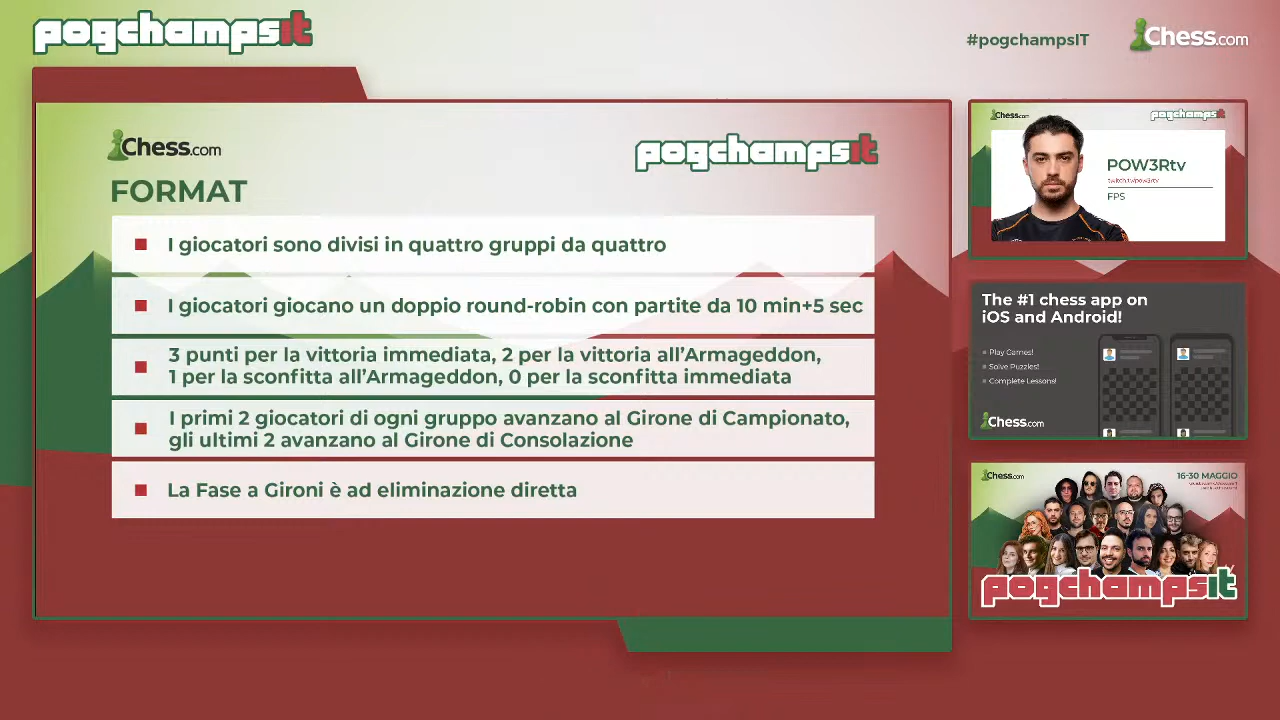 pogchampsit
#pogchampsIT
Chess.com
Chess.com
pogchampsit
FORMAT
I giocatori sono divisi in quattro gruppi da quattro
I giocatori giocano un doppio round-robin con partite da 10 min+5 sec
3 punti per la vittoria immediata, 2 per la vittoria all'Armageddon,
1 per la sconfitta all'Armageddon, 0 per la sconfitta immediata
I primi 2 giocatori di ogni gruppo avanzano al Girone di Campionato,
gli ultimi 2 avanzano al Girone di Consolazione
La Fase a Gironi è ad eliminazione diretta
Chess.com
pogchampsit
POW3Rtv
twitch.tv/pow3rtv
FPS
The #1 chess app on
iOS and Android!
Play Games!
Solve Puzzles!
Complete Lessons!
Chess.com
Chess.com
16-30 MAGGIO
pogchampsit